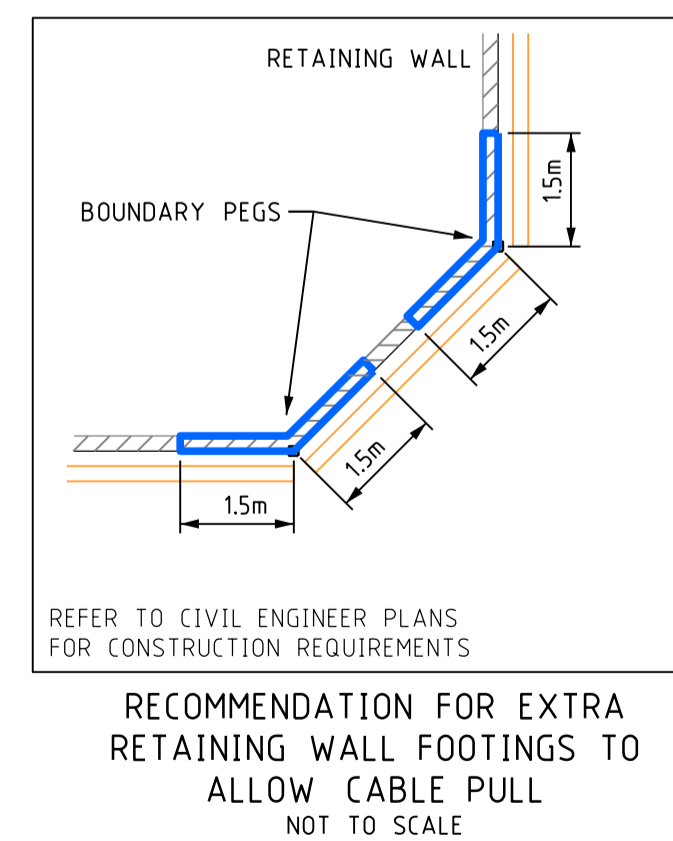 RETAINING WALL
1.5m
BOUNDARY PEGS
1.5m
1.5m
1.5m
REFER TO CIVIL ENGINEER PLANS
FOR CONSTRUCTION REQUIREMENTS
RECOMMENDATION FOR EXTRA
RETAINING WALL FOOTINGS TO
ALLOW CABLE PULL
NOT TO SCALE